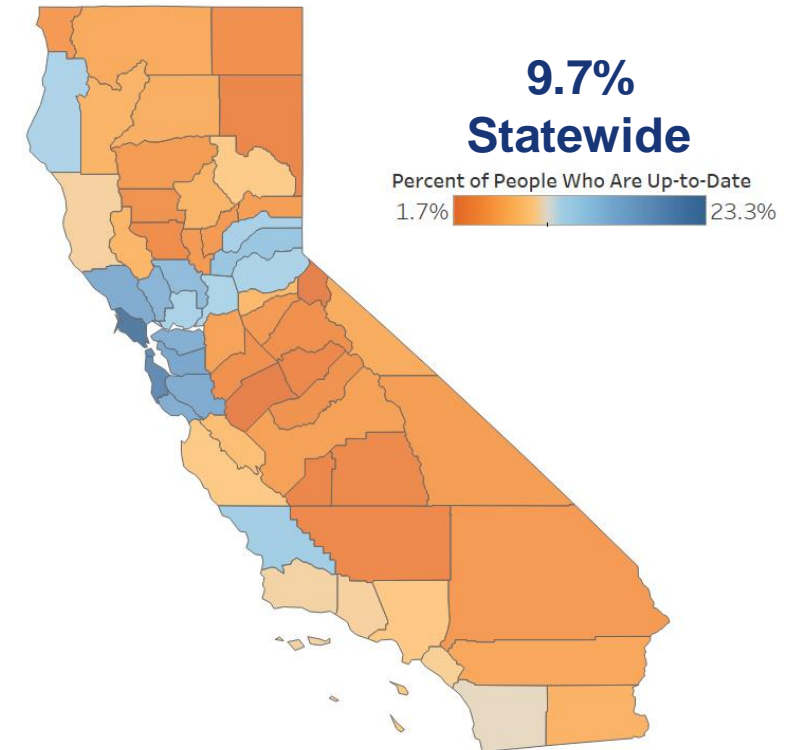 9.7%
Statewide
Percent of People Who Are Up-to-Date
1.7% 23.3%